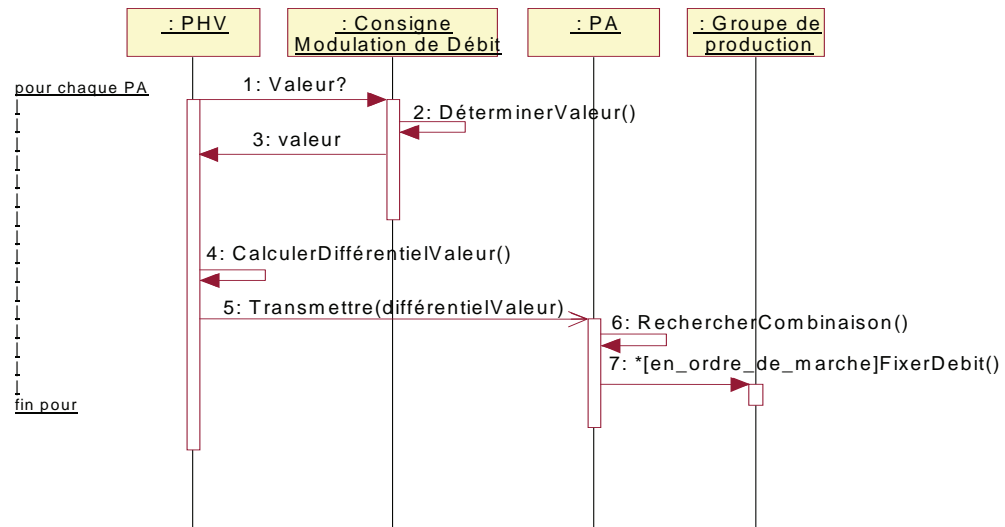 : PHV
: Consigne
Modulation de Débit
: PA
: Groupe de
production
pour chaque PA
1: Valeur?
2: DéterminerValeur()
3: valeur
4: CalculerDifférentielValeur()
5: Transmettre(différentielValeur)
6: RechercherCombinaison()
7: *[en_ordre_de_marche]FixerDebit()
fin pour